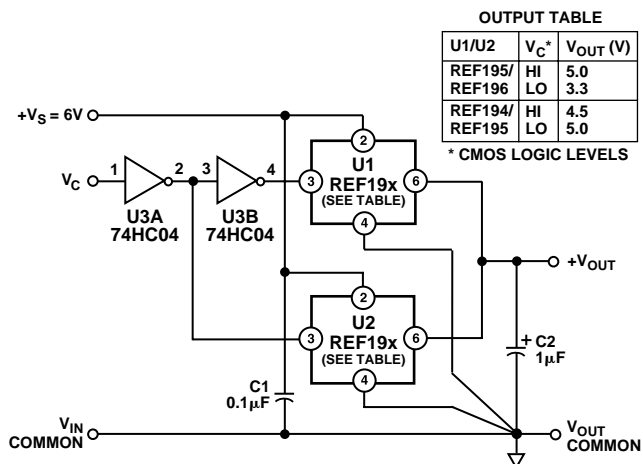 OUTPUT TABLE
U1/U2 VC* VOUT (V)
REF195/ HI 5.0
REF196 LO 3.3
REF194/ HI 4.5
REF195 LO 5.0
* CMOS LOGIC LEVELS
+VS = 6V
2
U1
VC 1 2 3 4 3 REF19x 6
(SEE TABLE)
U3A U3B
74HC04 74HC04
4
+VOUT
2
U2
3 REF19x 6
(SEE TABLE)
+ C2
1μF
4
C1
0.1μF
VIN
COMMON
VOUT
COMMON